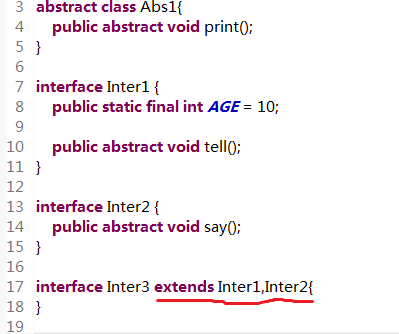 3 abstract class Abs1{
4 public abstract void print();
5 }
6
7 interface Inter1 {
8 public static final int AGE = 10;
9
10 public abstract void tell();
11 }
12
13 interface Inter2 {
14 public abstract void say();
15 }
16
17 interface Inter3 extends Inter1,Inter2{
18 }
19